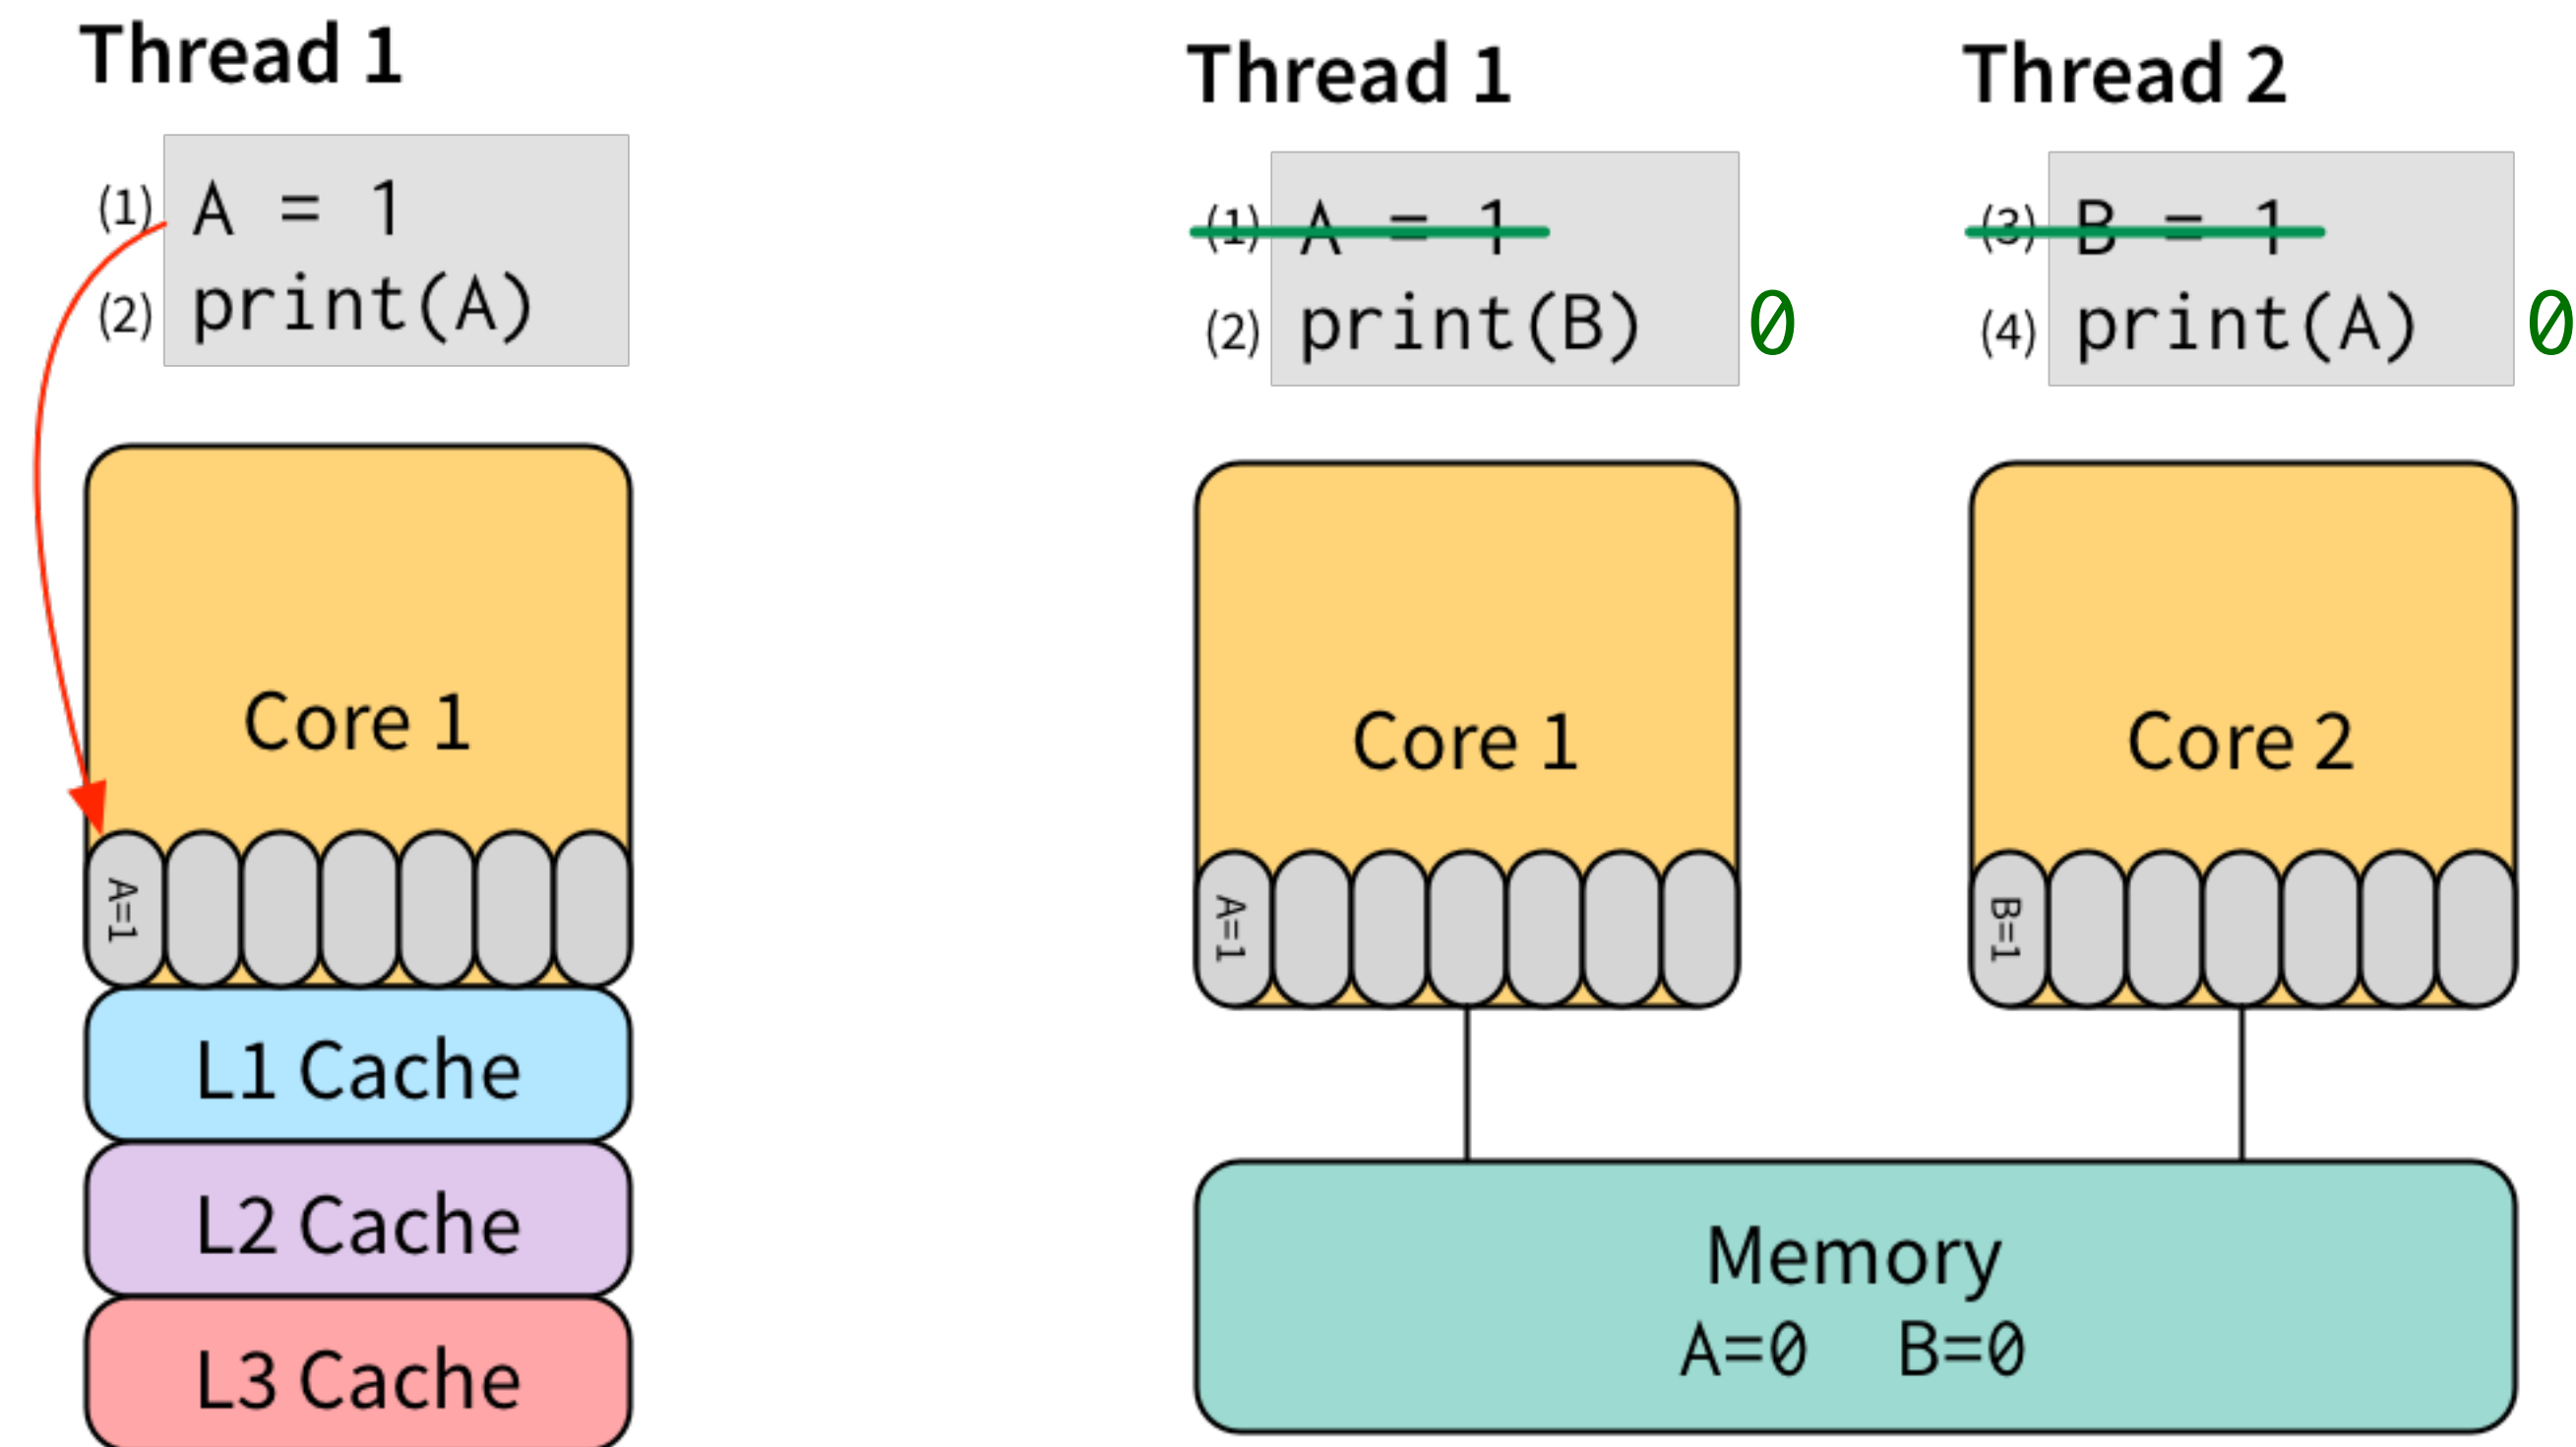 Thread 1
(1) A = 1
(2) print(A)
Core 1
A=1
L1 Cache
L2 Cache
L3 Cache
Thread 1
(1) A = 1
(2) print(B) 0
Core 1
A=1
Thread 2
(3) B = 1
(4) print(A) 0
Core 2
B=1
Memory
A=0 B=0